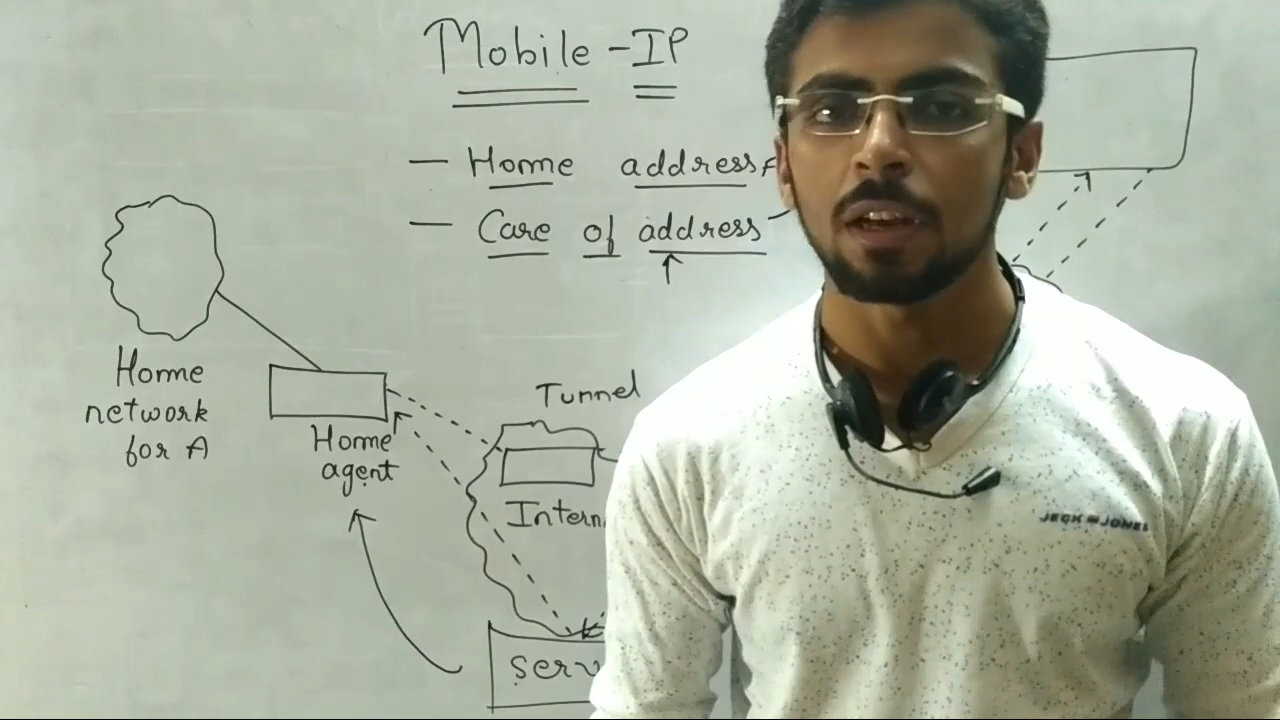 Mobile - IP
— Home address
— Care of address -
Home
network
for A
Home
agent
Tunnel